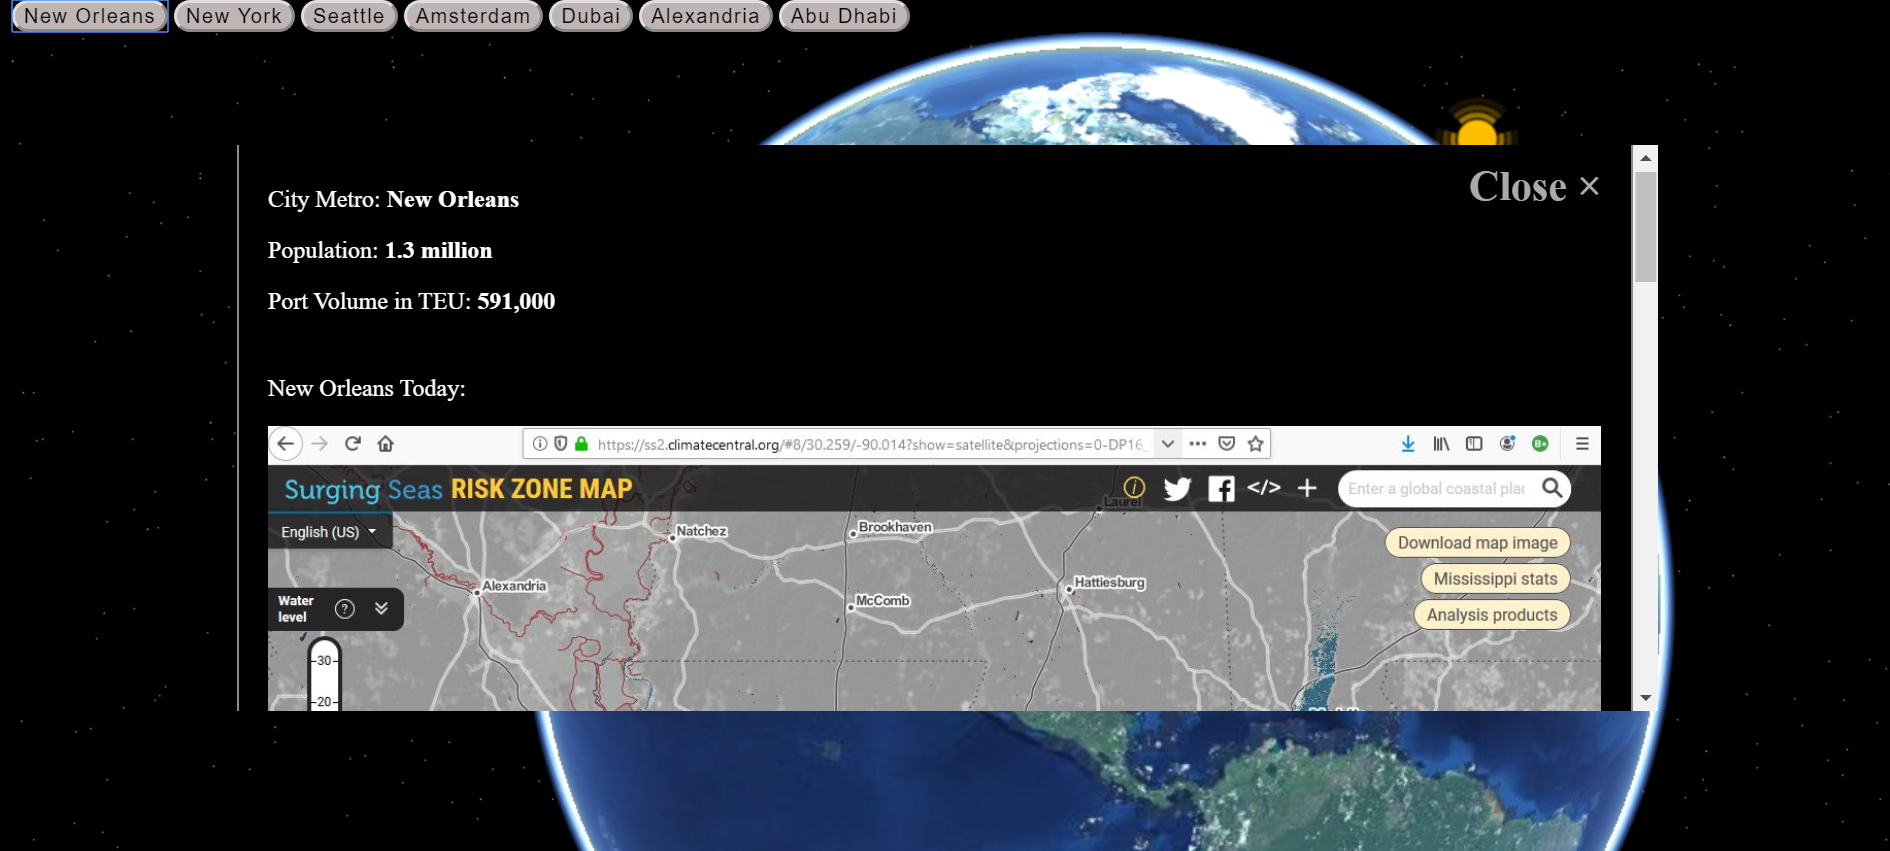 New Orleans New York Seattle Amsterdam Dubai Alexandria Abu Dhabi
Close ×
City Metro: New Orleans
Population: 1.3 million
Port Volume in TEU: 591,000
New Orleans Today:
https://ss2.climatecentral.org/#8/30.259/-90.014?show=satellite&projections=0-DP16_
Surging Seas RISK ZONE MAP
</>
Enter a global coastal plac
Laurel
English (US)
Natchez
Brookhaven
Download map image
Alexandria
Hattiesburg
Mississippi stats
Water
level
?
McComb
Analysis products
30
20